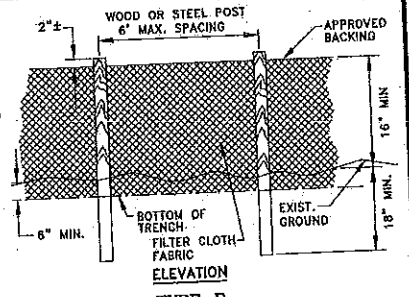 WOOD OR STEEL POST
6' MAX. SPACING
2"±
APPROVED
BACKING
16" MIN
18" MIN.
EXIST.
GROUND
BOTTOM OF
TRENCH
FILTER CLOTH
FABRIC
6" MIN.
ELEVATION